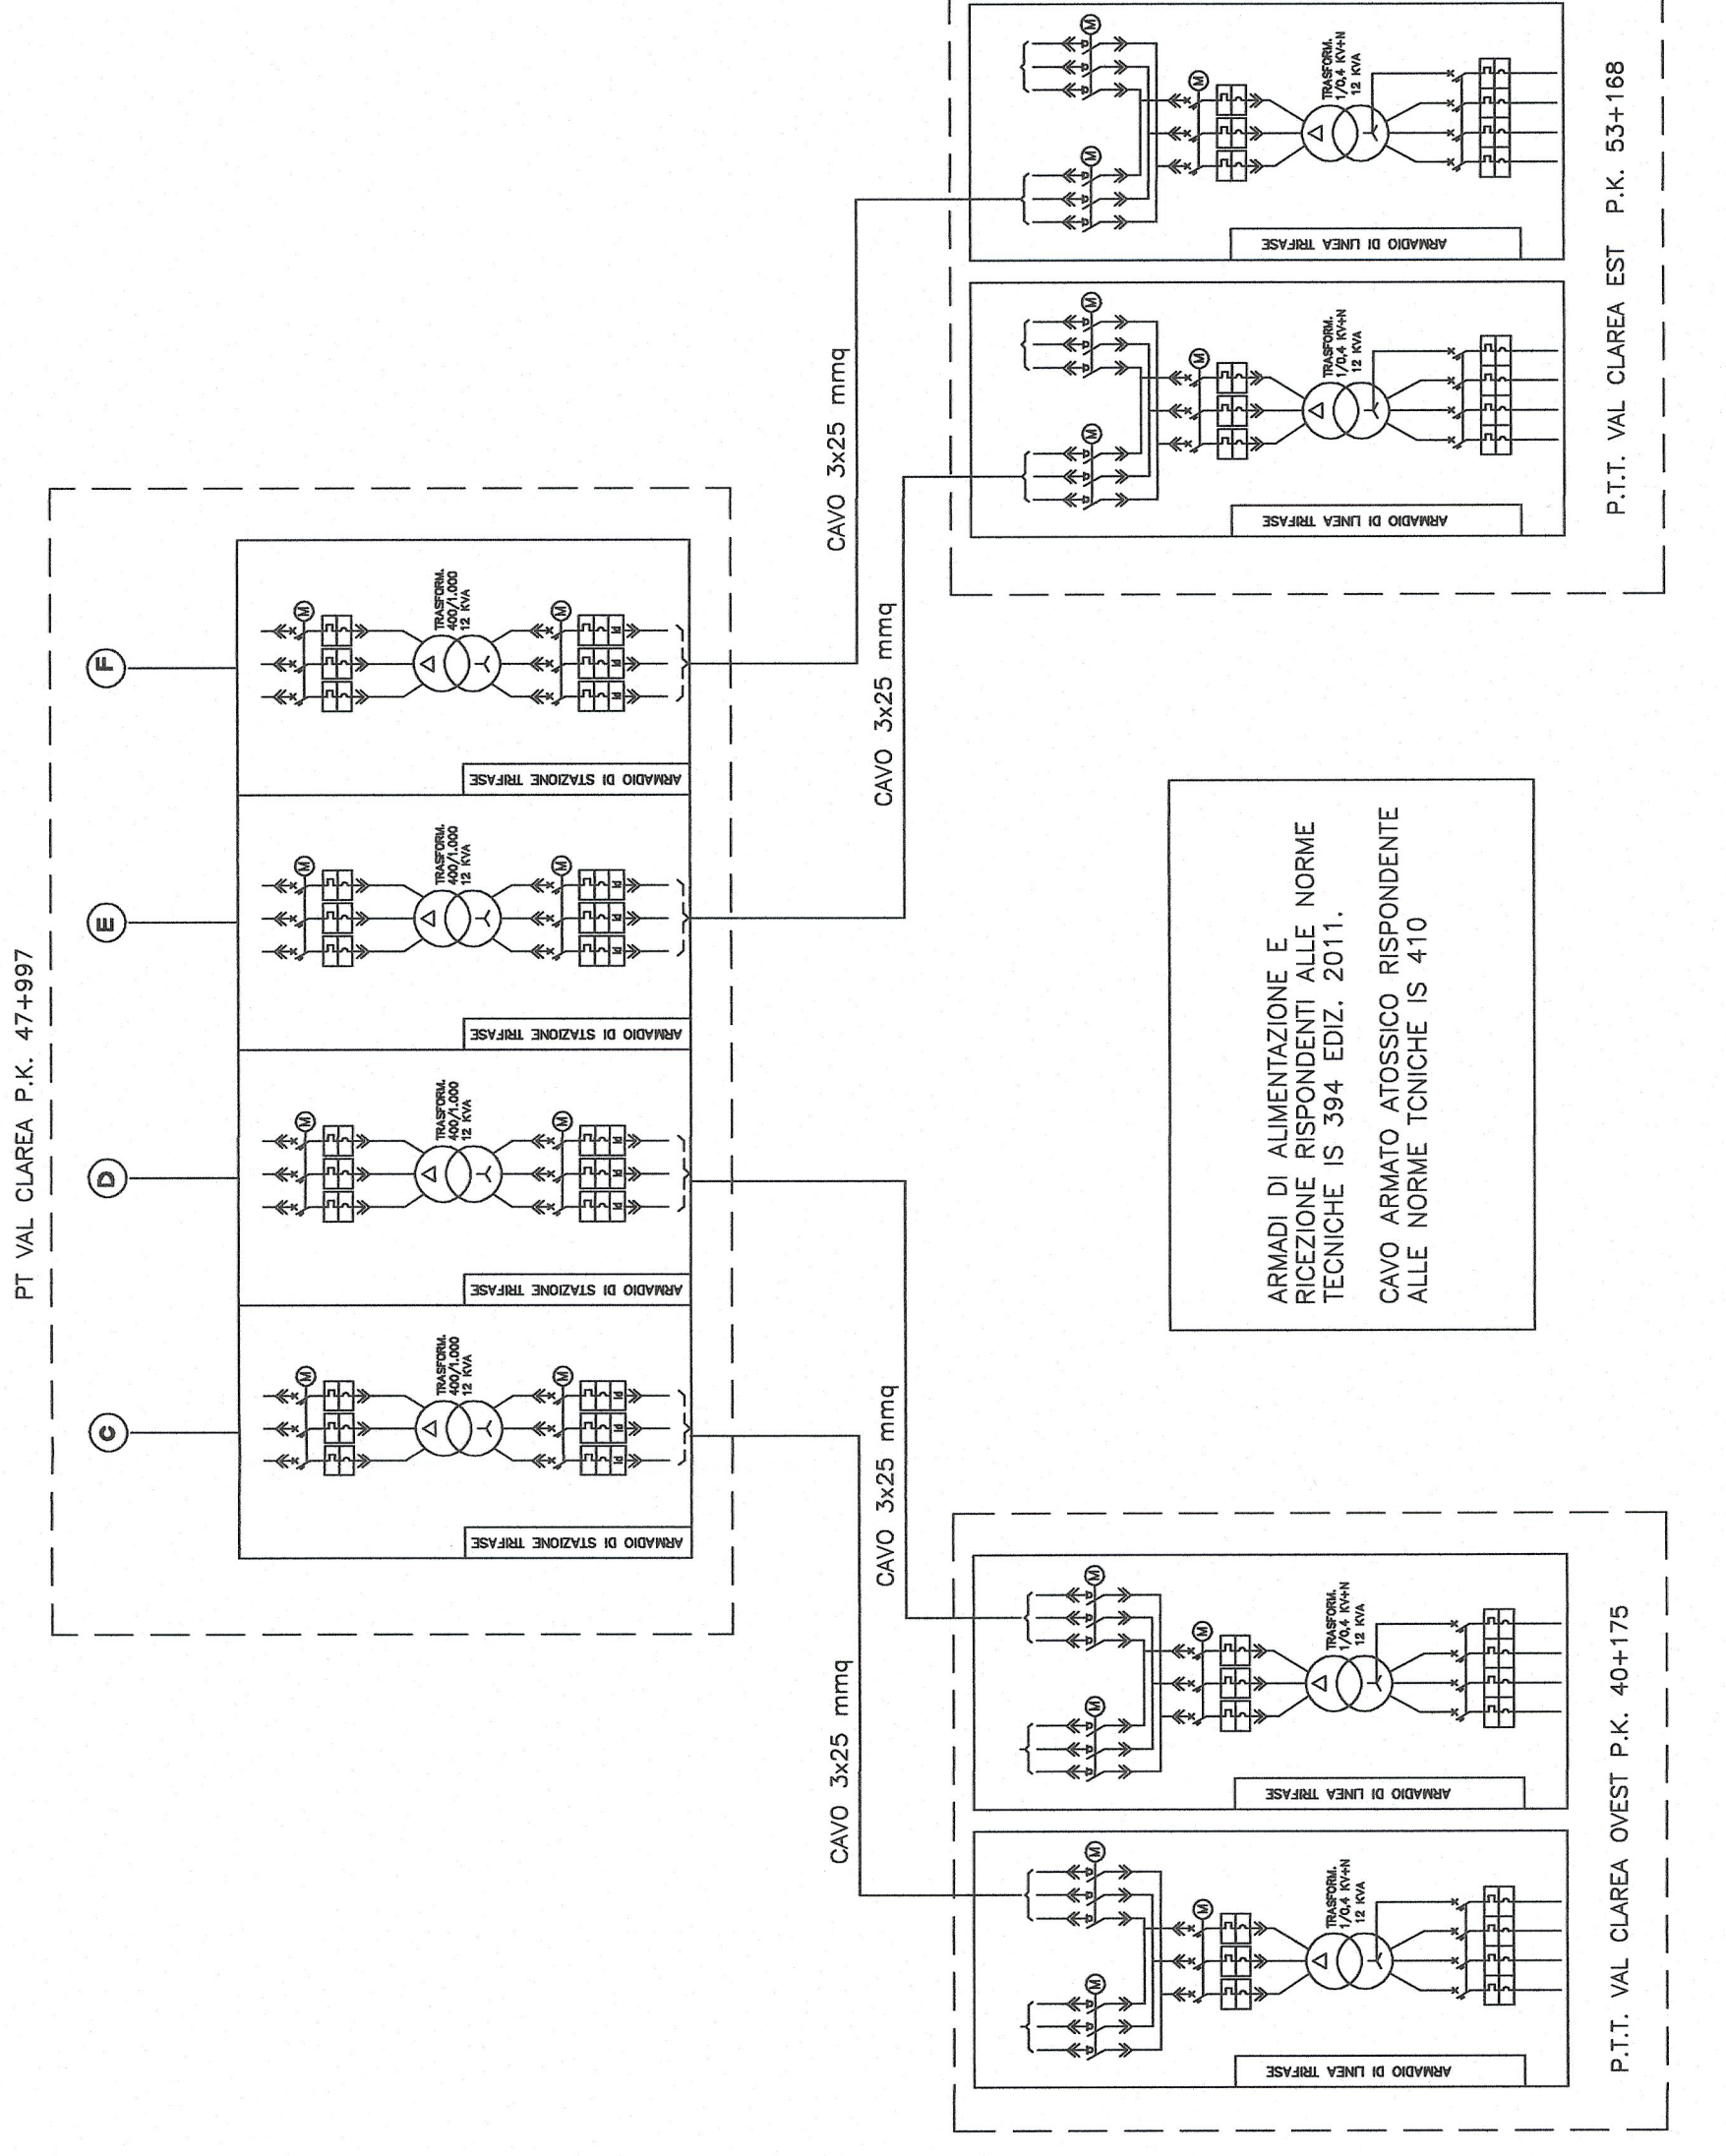 PT VAL CLAREA P.K. 47+997
C
D
E
F
ARMADIO DI STAZIONE TRIFASE
M
TRASFORM.
400/1.000
12 KVA
M
ARMADIO DI STAZIONE TRIFASE
M
TRASFORM.
400/1.000
12 KVA
M
ARMADIO DI STAZIONE TRIFASE
M
TRASFORM.
400/1.000
12 KVA
M
ARMADIO DI STAZIONE TRIFASE
M
TRASFORM.
400/1.000
12 KVA
M
CAVO 3x25 mmq
CAVO 3x25 mmq
CAVO 3x25 mmq
CAVO 3x25 mmq
ARMADIO DI LINEA TRIFASE
M
M
M
TRASFORM.
1/0,4 KV+N
12 KVA
ARMADIO DI LINEA TRIFASE
M
M
M
TRASFORM.
1/0,4 KV+N
12 KVA
P.T.T. VAL CLAREA OVEST P.K. 40+175
ARMADI DI ALIMENTAZIONE E
RICEZIONE RISPONDENTI ALLE NORME
TECNICHE IS 394 EDIZ. 2011.
CAVO ARMATO ATOSSICO RISPONDENTE
ALLE NORME TCNICHE IS 410
ARMADIO DI LINEA TRIFASE
M
M
M
TRASFORM.
1/0,4 KV+N
12 KVA
ARMADIO DI LINEA TRIFASE
M
M
M
TRASFORM.
1/0,4 KV+N
12 KVA
P.T.T. VAL CLAREA EST P.K. 53+168